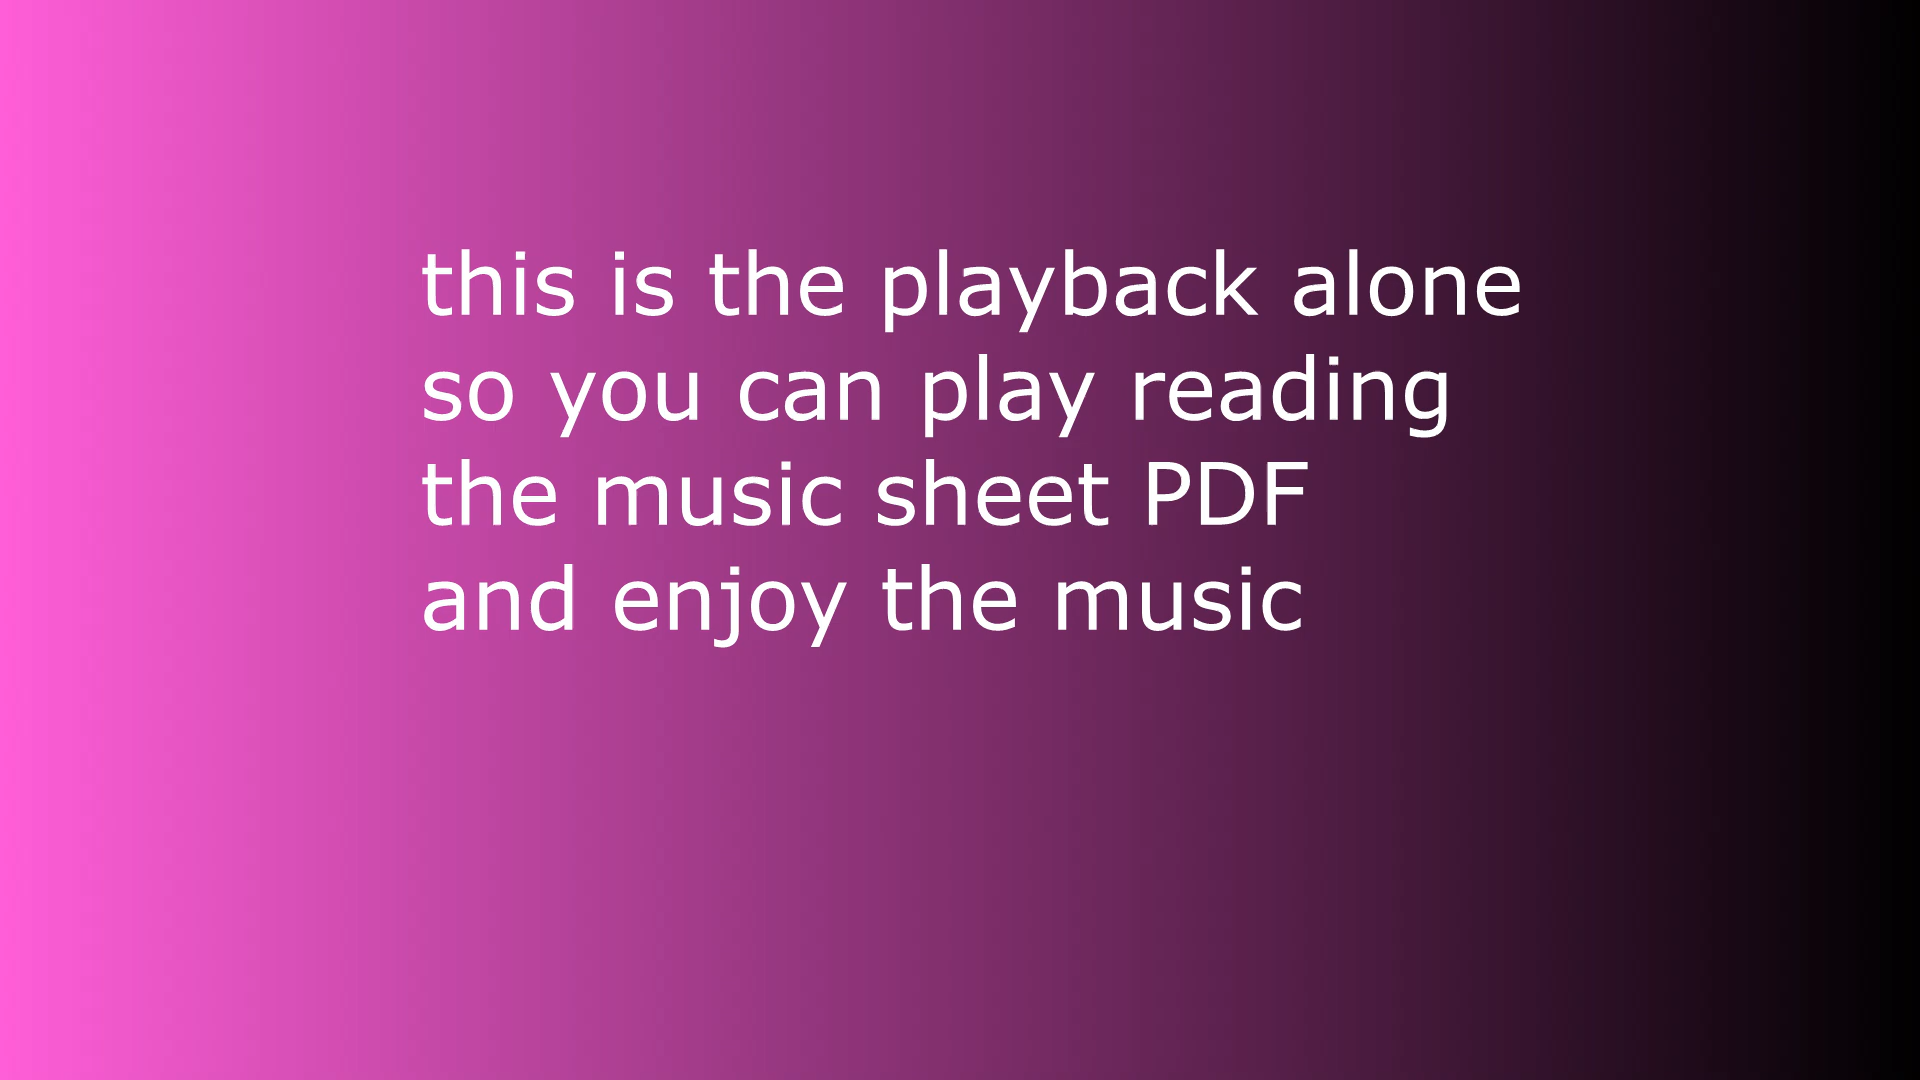 this is the playback alone
so you can play reading
the music sheet PDF
and enjoy the music